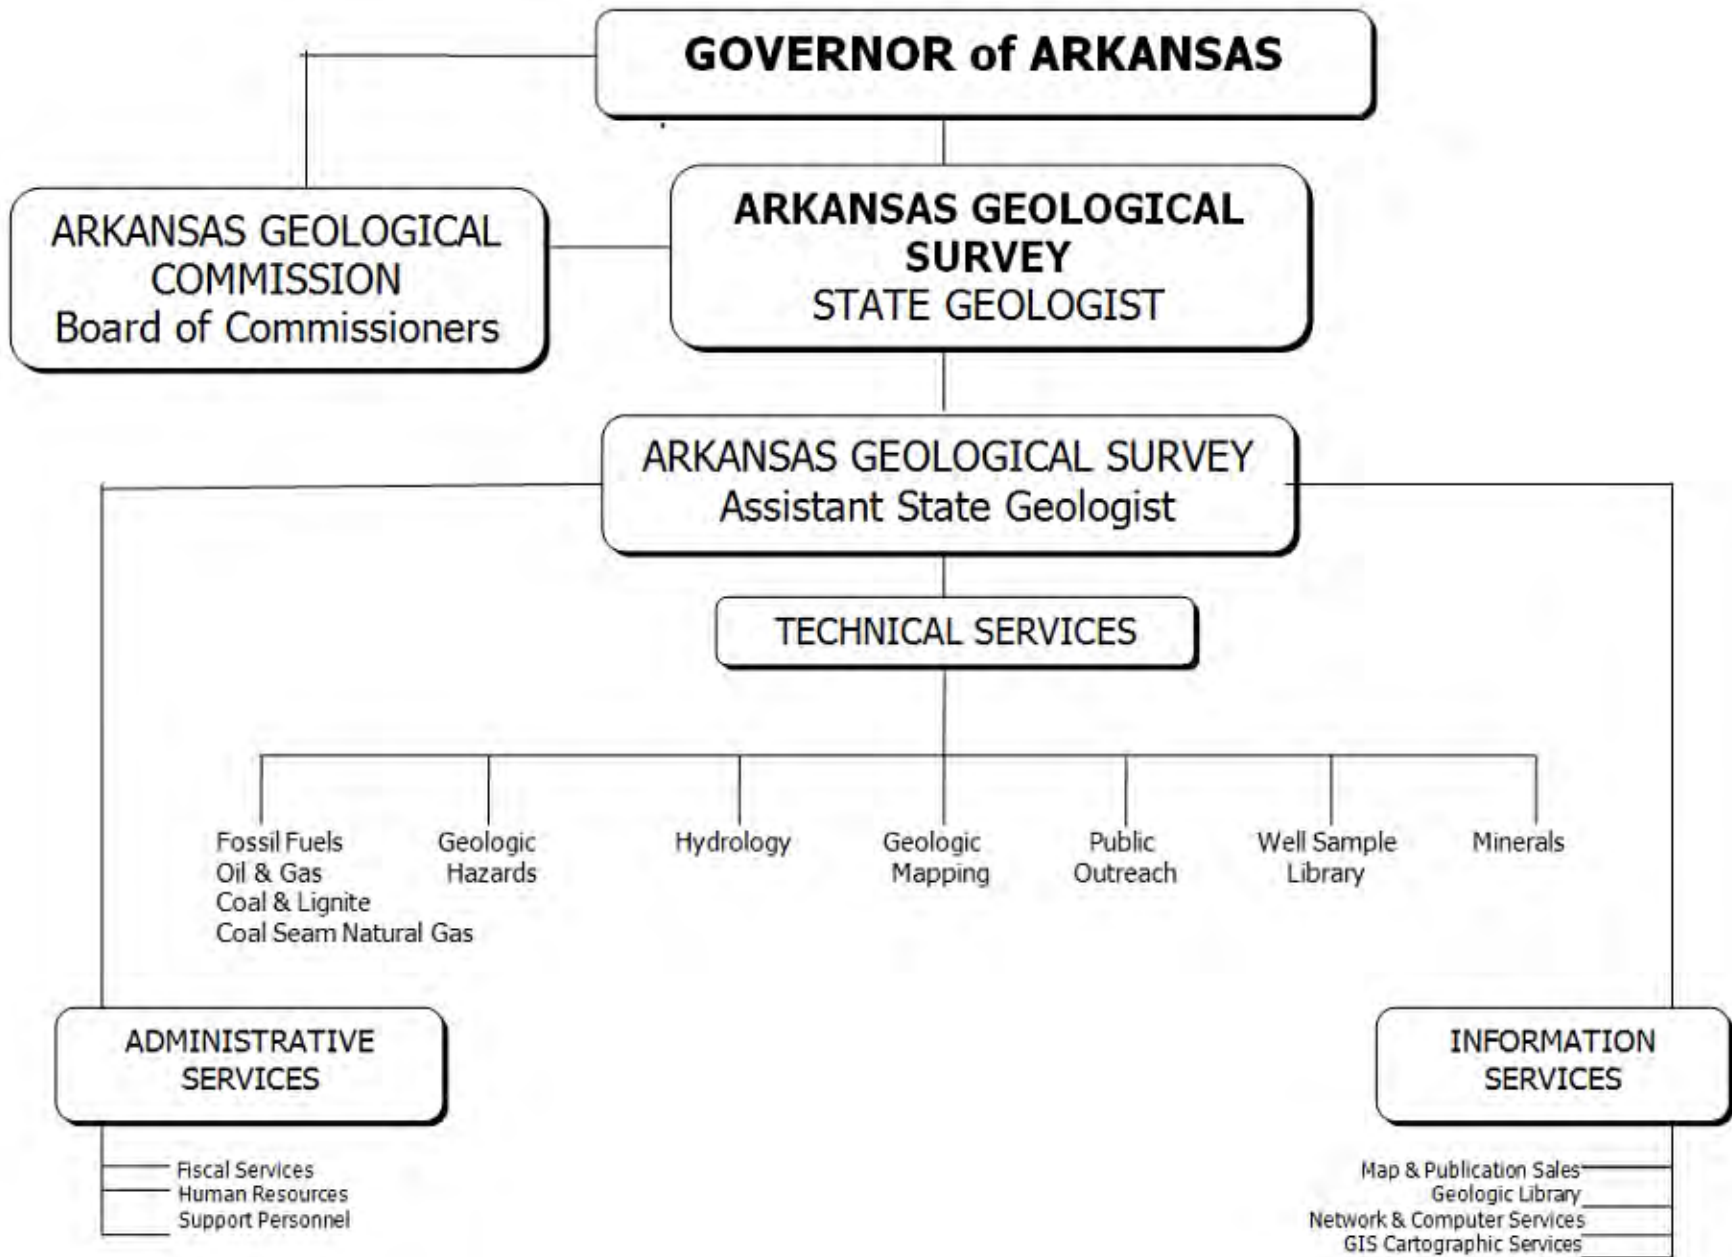 GOVERNOR of ARKANSAS
ARKANSAS GEOLOGICAL
COMMISSION
Board of Commissioners
ARKANSAS GEOLOGICAL
SURVEY
STATE GEOLOGIST
ARKANSAS GEOLOGICAL SURVEY
Assistant State Geologist
TECHNICAL SERVICES
Fossil Fuels
Oil & Gas
Coal & Lignite
Coal Seam Natural Gas
Geologic
Hazards
Hydrology
Geologic
Mapping
Public
Outreach
Well Sample
Library
Minerals
ADMINISTRATIVE
SERVICES
Fiscal Services
Human Resources
Support Personnel
INFORMATION
SERVICES
Map & Publication Sales
Geologic Library
Network & Computer Services
GIS Cartographic Services